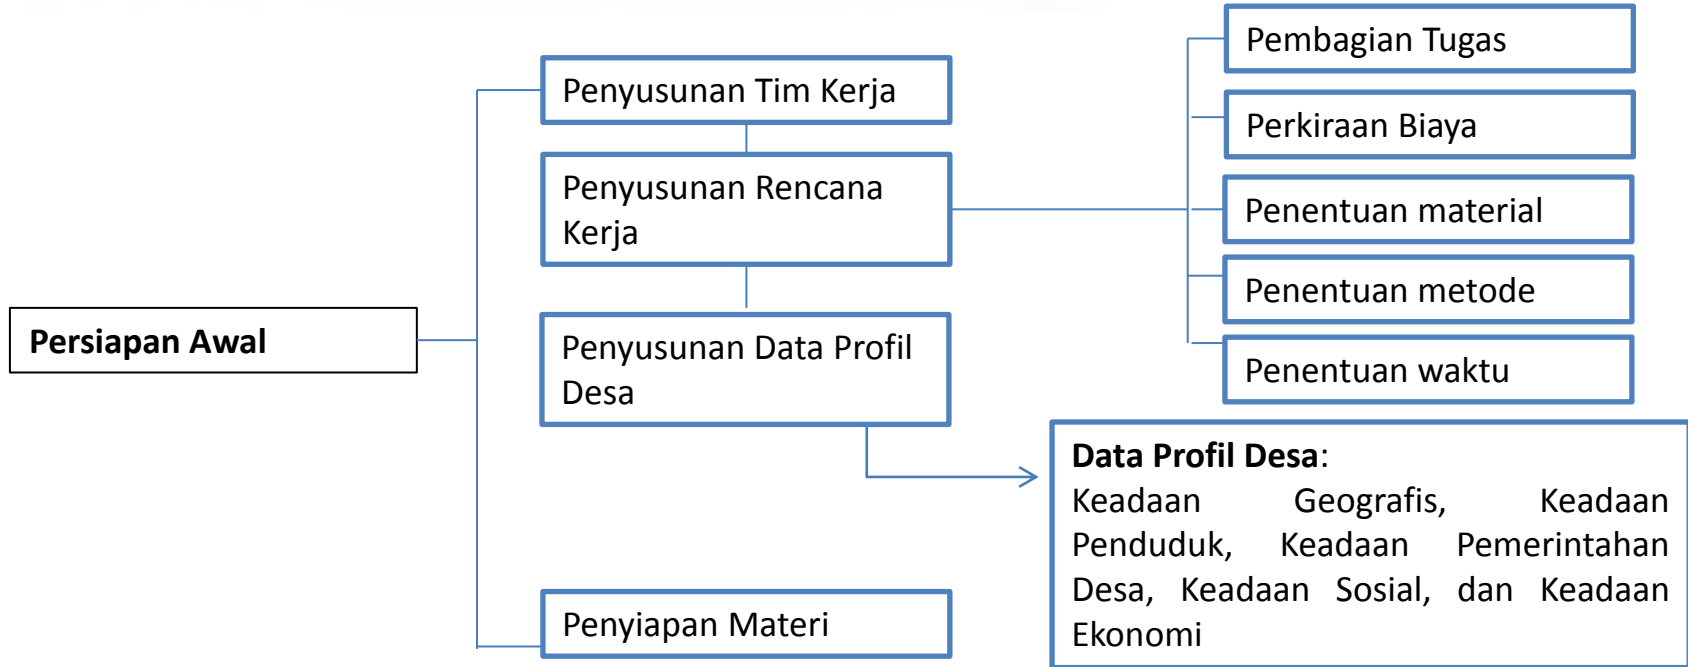 Persiapan Awal
Penyusunan Tim Kerja
Penyusunan Rencana
Kerja
Penyusunan Data Profil
Desa
Penyiapan Materi
Pembagian Tugas
Perkiraan Biaya
Penentuan material
Penentuan metode
Penentuan waktu
Data Profil Desa:
Keadaan Geografis, Keadaan
Penduduk, Keadaan Pemerintahan
Desa, Keadaan Sosial, dan Keadaan
Ekonomi